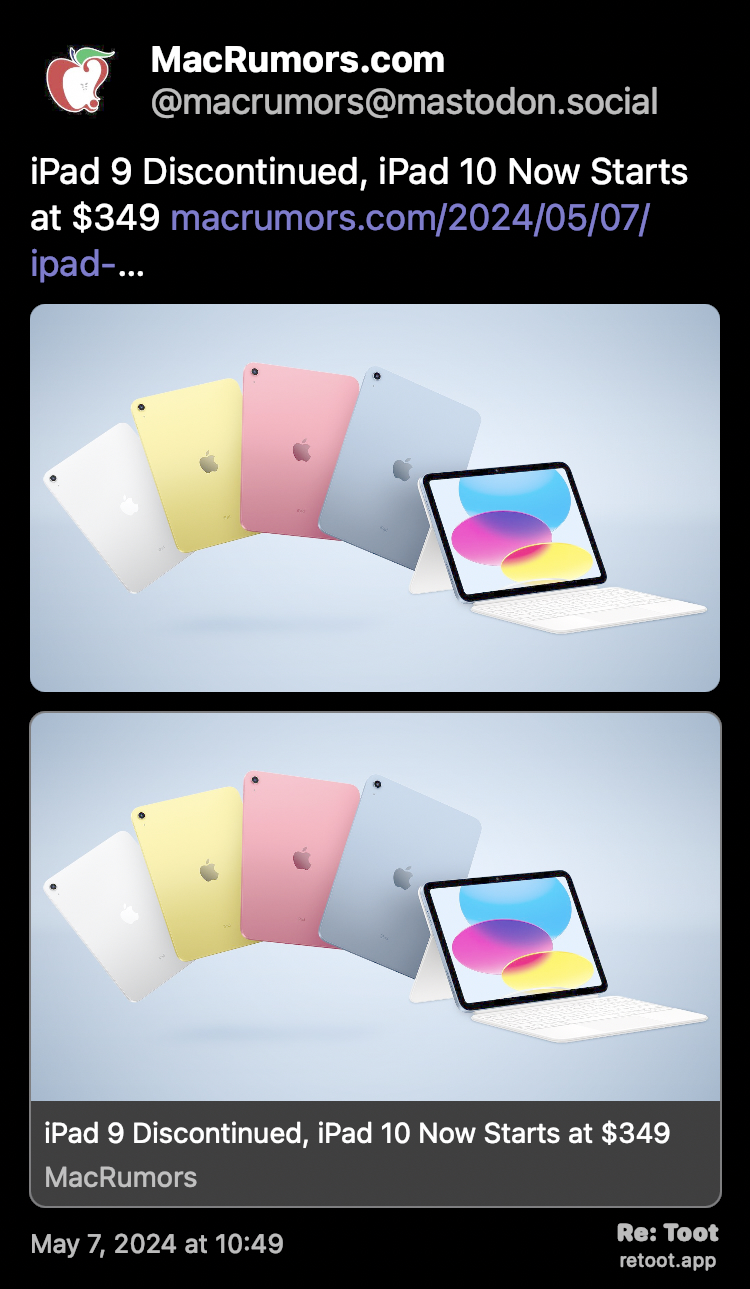 MacRumors.com
@macrumors@mastodon.social
iPad 9 Discontinued, iPad 10 Now Starts
at $349 macrumors.com/2024/05/07/
ipad-...
iPad 9 Discontinued, iPad 10 Now Starts at $349
MacRumors
May 7, 2024 at 10:49
Re: Toot
retoot.app